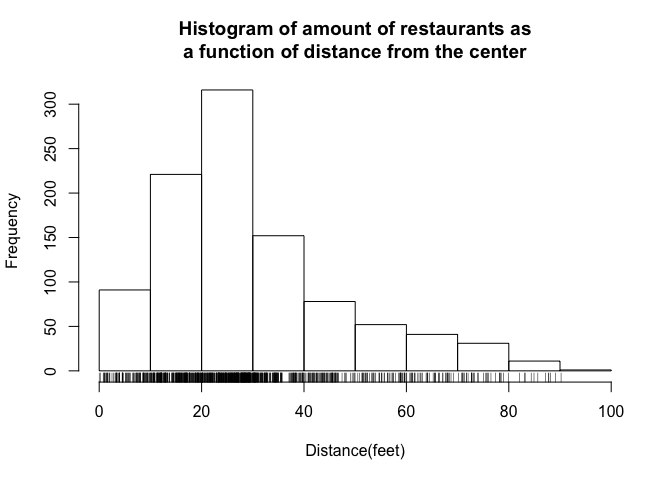 Histogram of amount of restaurants as
a function of distance from the center
Frequency
300
250
200
150
100
50
0
0 20 40 60 80 100
Distance(feet)